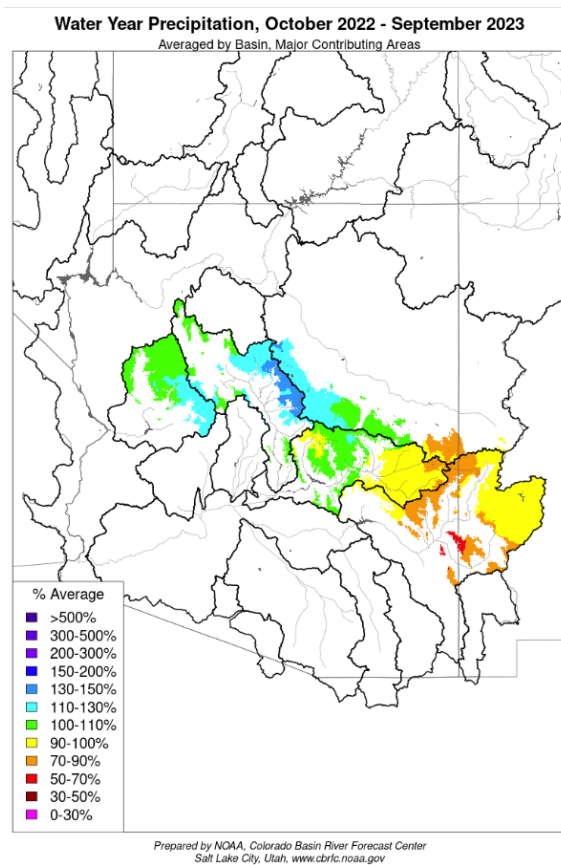 Water Year Precipitation, October 2022 - September 2023
Averaged by Basin, Major Contributing Areas
% Average
>500%
300-500%
200-300%
150-200%
130-150%
110-130%
100-110%
90-100%
70-90%
50-70%
30-50%
0-30%
Prepared by NOAA, Colorado Basin River Forecast Center
Salt Lake City, Utah, www.cbrfc.noaa.gov